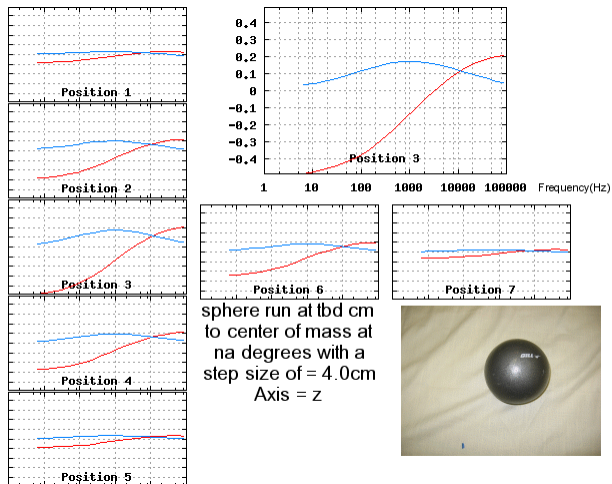 0.4
0.3
0.2
0.1
0
-0.1
-0.2
-0.3
-0.4
Position 3
1 10 100 1000 10000 100000 Frequency(Hz)
Position 1
Position 2
Position 3
Position 4
Position 5
Position 6
Position 7
sphere run at tbd cm
to center of mass at
na degrees with a
step size of = 4.0cm
Axis = z